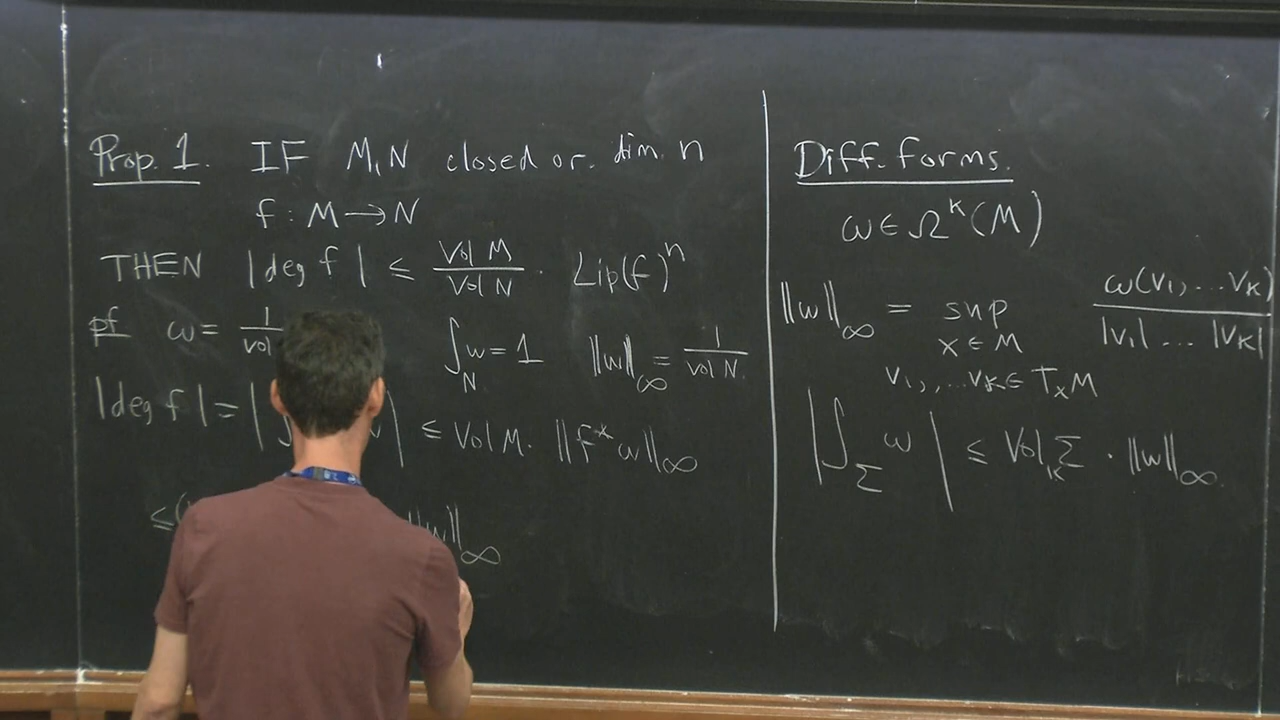 Prop. 1. IF M, N closed or. dim. n
f : M → N
THEN |deg f| ≤ Vol M / Vol N · Lip(f)^n
pf ω = 1 / vol ∫_N ω = 1 ‖ω‖_∞ = 1 / vol N
|deg f| = | ∫ | ≤ Vol M · ‖f* ω‖_∞
≤ ‖ω‖_∞
Diff. forms.
ω ∈ Ω^k (M)
‖ω‖_∞ = sup ω(v_1, ... v_k) / |v_1| ... |v_k|
x ∈ M
v_1, ... v_k ∈ T_x M
| ∫_Σ ω | ≤ Vol_k Σ · ‖ω‖_∞